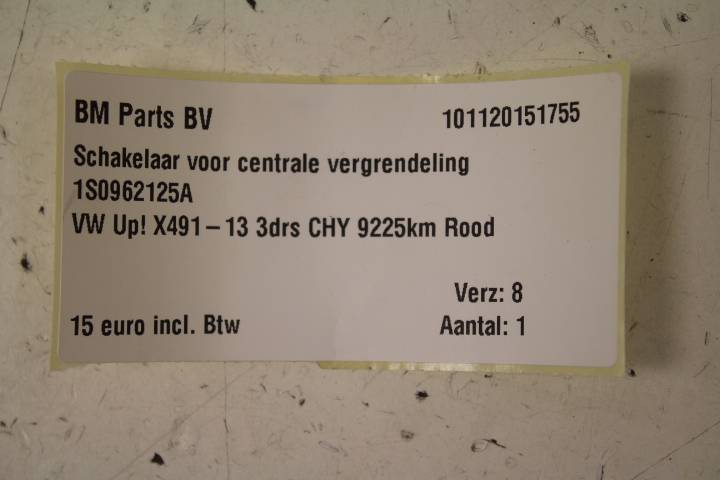 BM Parts BV 101120151755
Schakelaar voor centrale vergrendeling
1S0962125A
VW Up! X491-13 3drs CHY 9225km Rood
Verz: 8
15 euro incl. Btw Aantal: 1